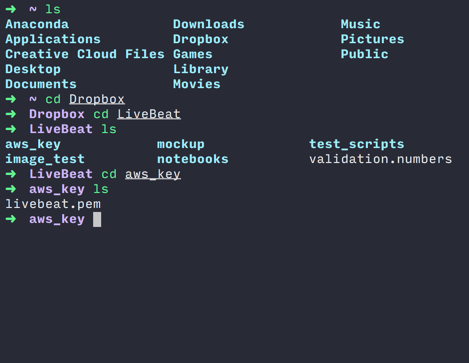 ➜ ~ ls
Anaconda Downloads Music
Applications Dropbox Pictures
Creative Cloud Files Games Public
Desktop Library
Documents Movies
➜ ~ cd Dropbox
➜ Dropbox cd LiveBeat
➜ LiveBeat ls
aws_key mockup test_scripts
image_test notebooks validation.numbers
➜ LiveBeat cd aws_key
➜ aws_key ls
livebeat.pem
➜ aws_key